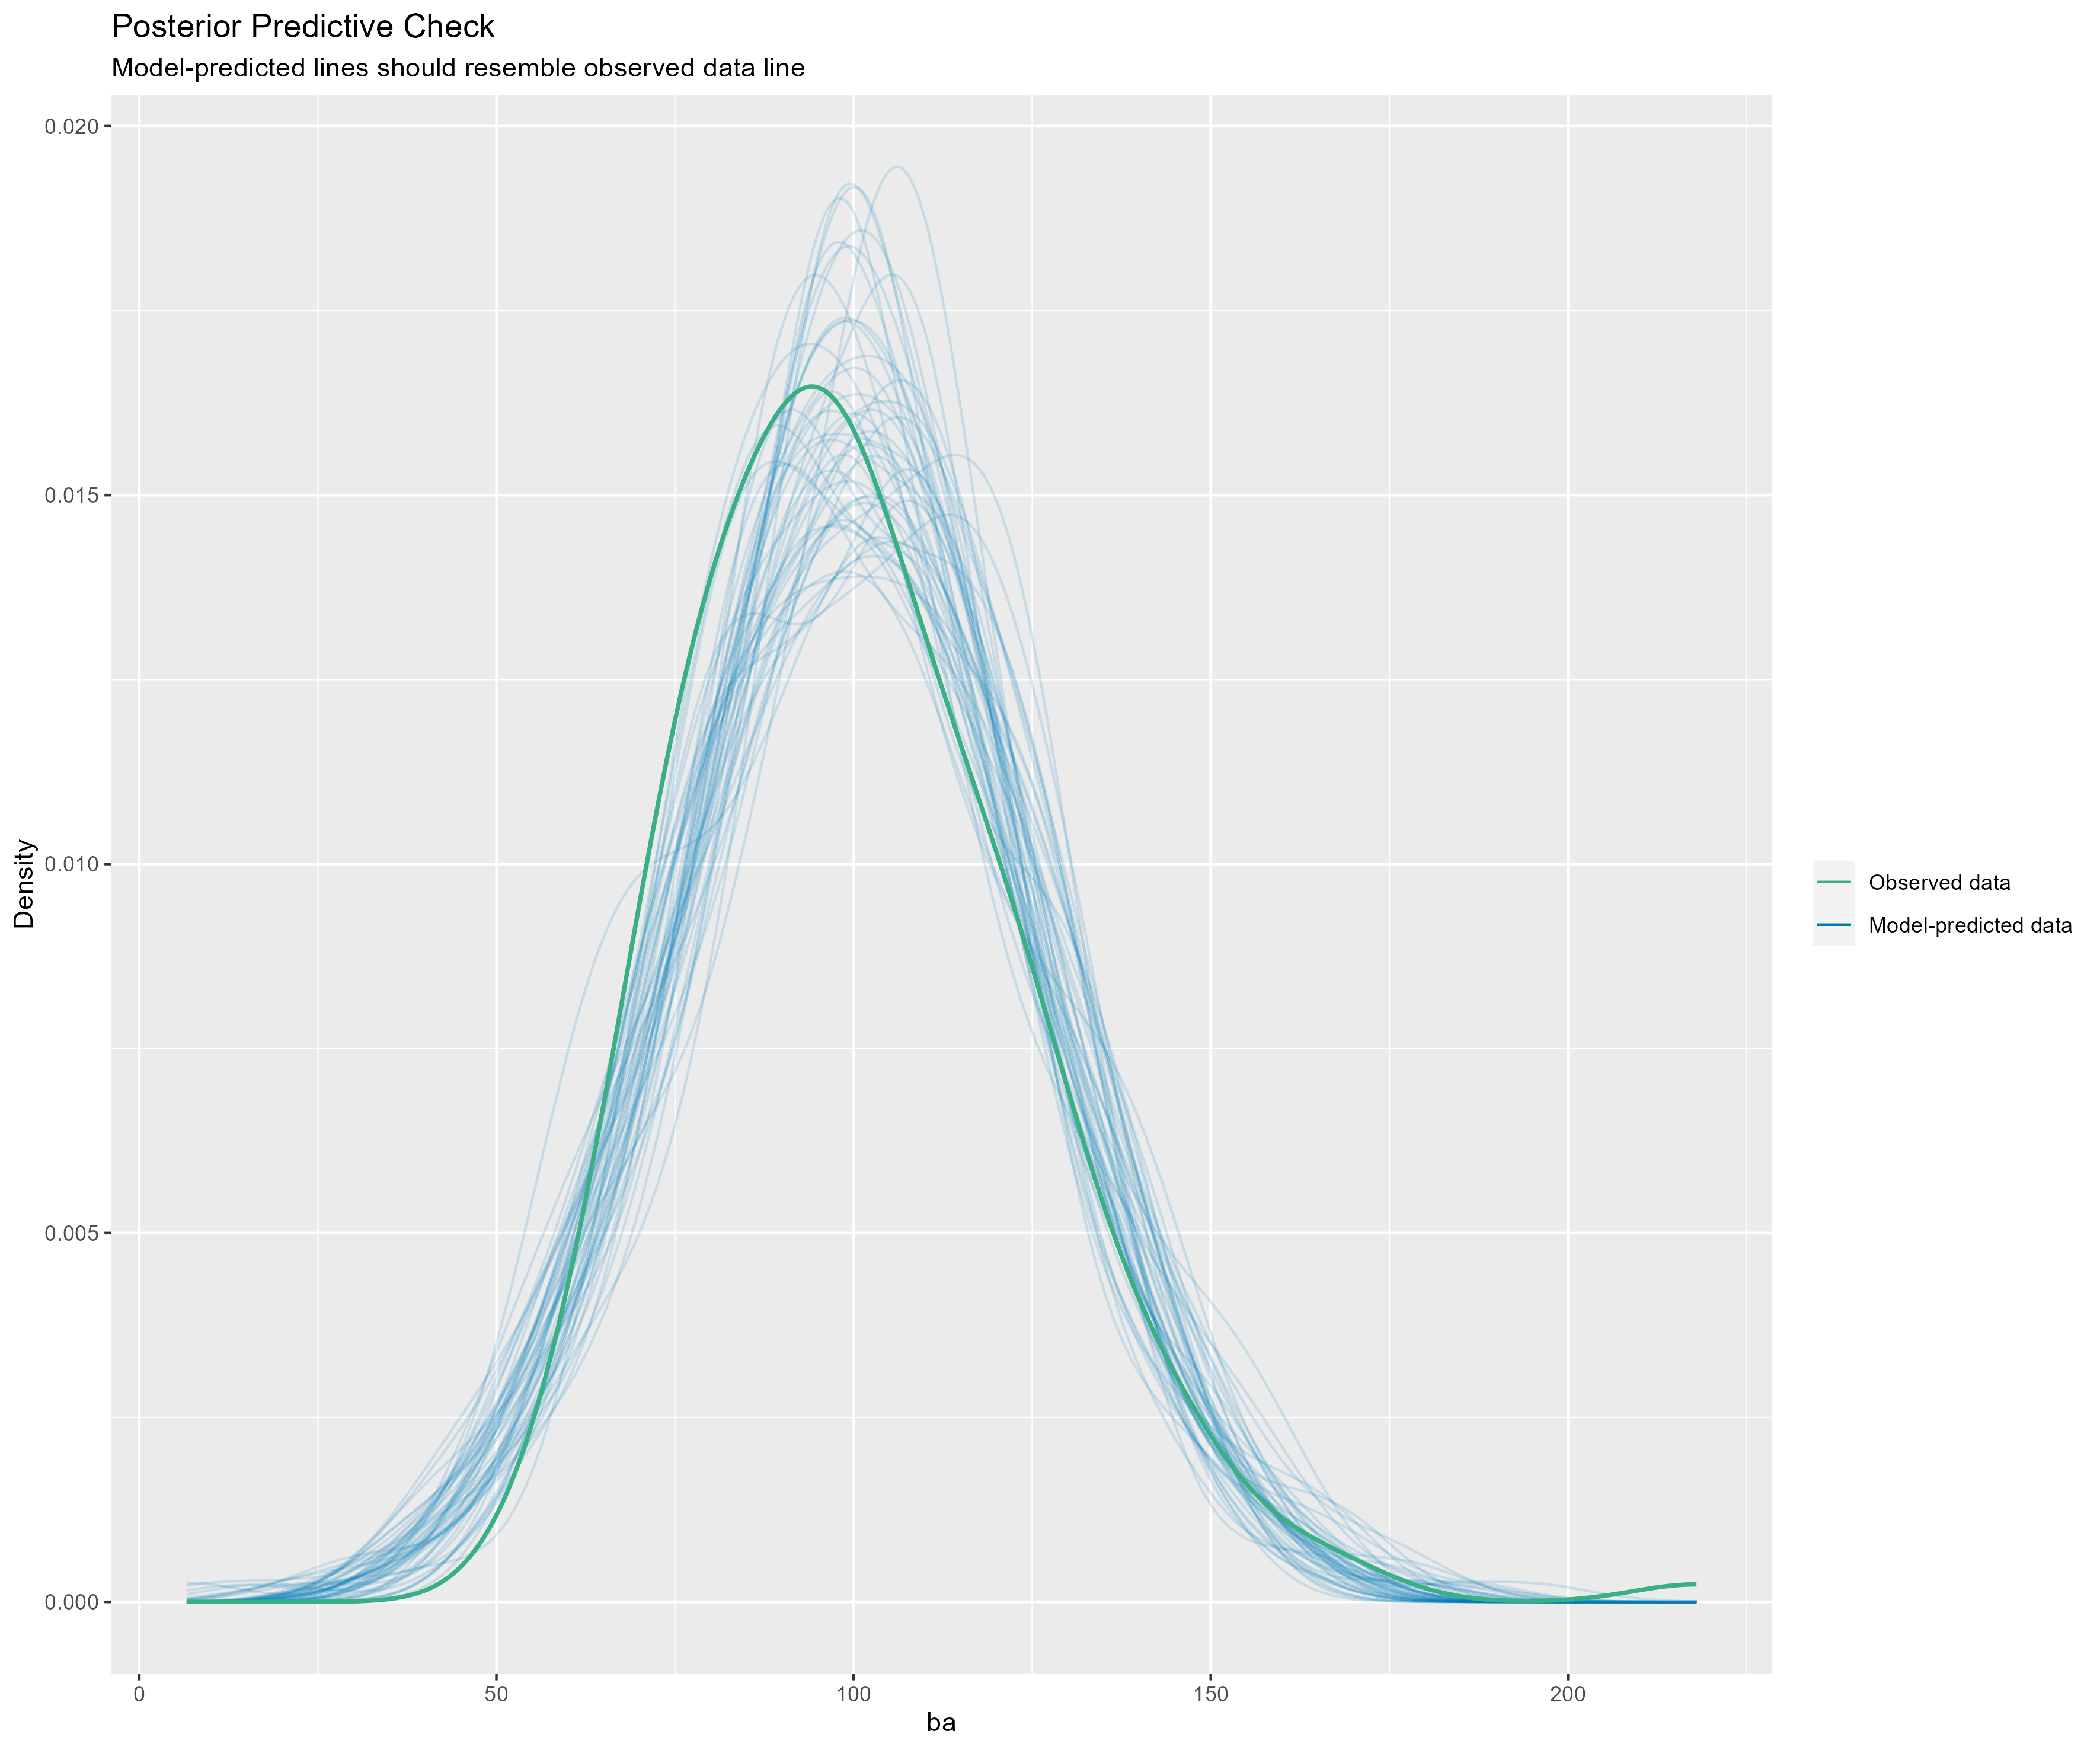 Posterior Predictive Check
Model-predicted lines should resemble observed data line
0.020
0.015
0.010
0.005
0.000
Density
0
50
100
150
200
ba
Observed data
Model-predicted data